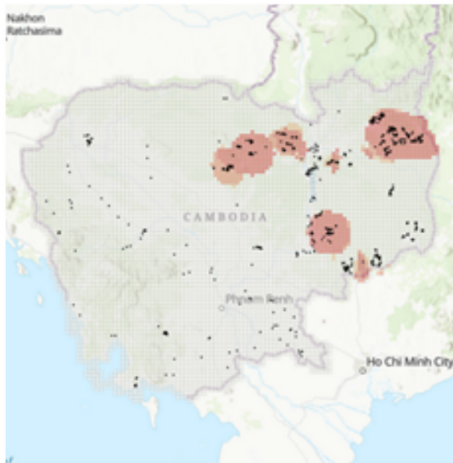 Nakhon
Ratchasima
CAMBODIA
Phnom Penh
Ho Chi Minh City